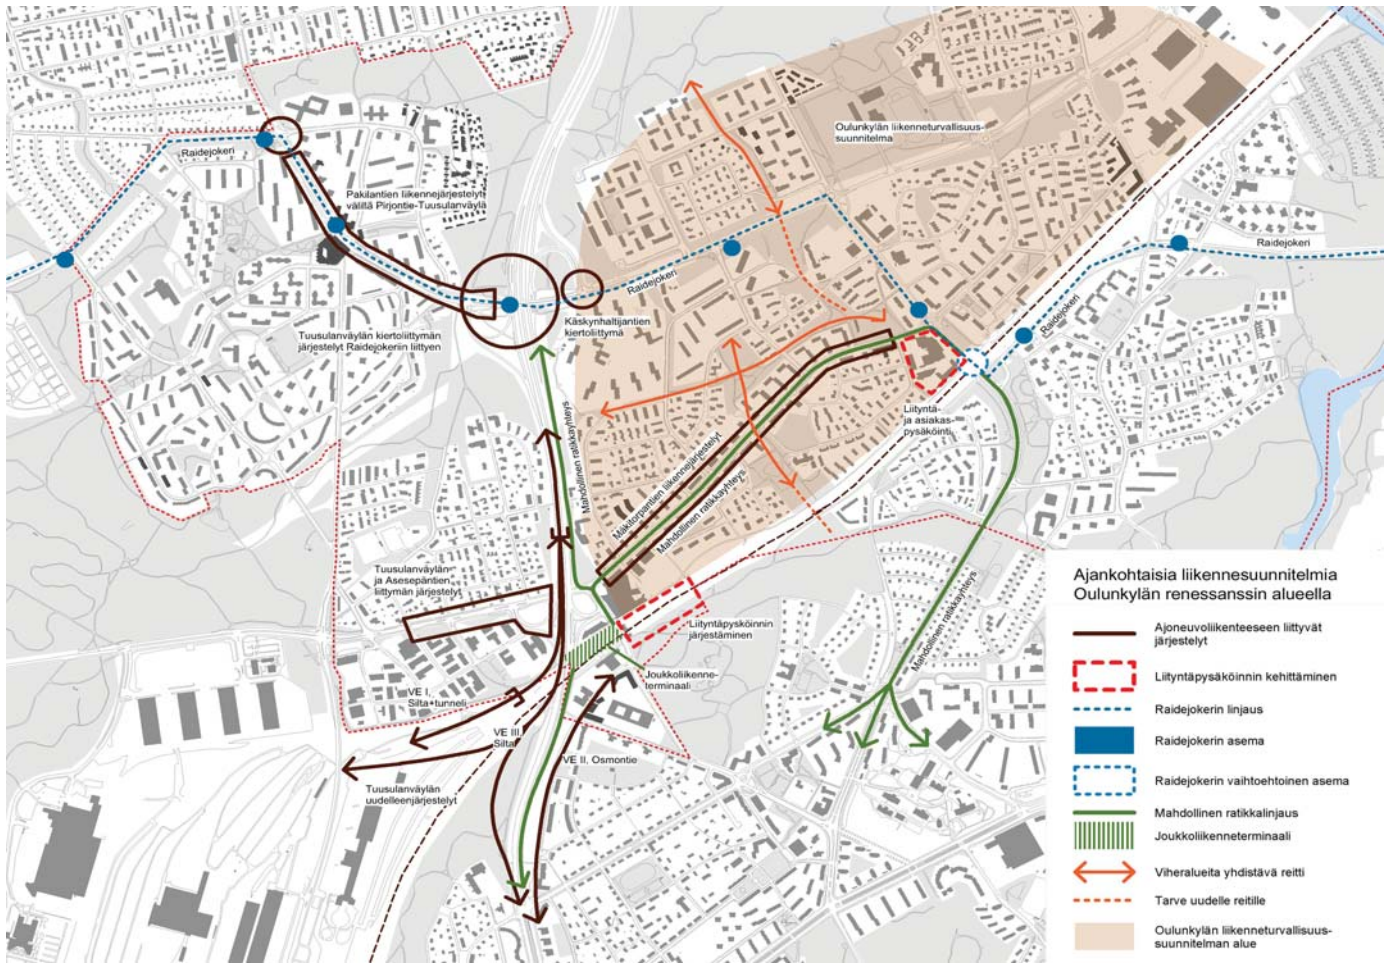 Oulunkylän liikenneturvallisuus-
suunnitelma
Raidejokeri
Pakilantien liikennejärjestelyt
välillä Pirjontie-Tuusulanväylä
Raidejokeri
Raidejokeri
Raidejokeri
Käskynhaltijantien
kiertoliittymä
Tuusulanväylän kiertoliittymän
järjestelyt Raidejokeriin liittyen
Liityntä-
ja asiakas-
pysäköinti
Mahdollinen ratikkayhteys
Mäkitorpantien liikennejärjestelyt
Mahdollinen ratikkayhteys
Mahdollinen ratikkayhteys
Tuusulanväylän
ja Asesepäntien
liittymän järjestelyt
Liityntäpysköinnin
järjestäminen
Joukkoliikenne-
terminaali
VE I,
Silta+tunneli
VE III,
Silta
VE II, Osmontie
Tuusulanväylän
uudelleenjärjestelyt
Ajankohtaisia liikennesuunnitelmia
Oulunkylän renessanssin alueella
Ajoneuvoliikenteeseen liittyvät
järjestelyt
Liityntäpysäköinnin kehittäminen
Raidejokerin linjaus
Raidejokerin asema
Raidejokerin vaihtoehtoinen asema
Mahdollinen ratikkalinjaus
Joukkoliikenneterminaali
Viheralueita yhdistävä reitti
Tarve uudelle reitille
Oulunkylän liikenneturvallisuus-
suunnitelman alue